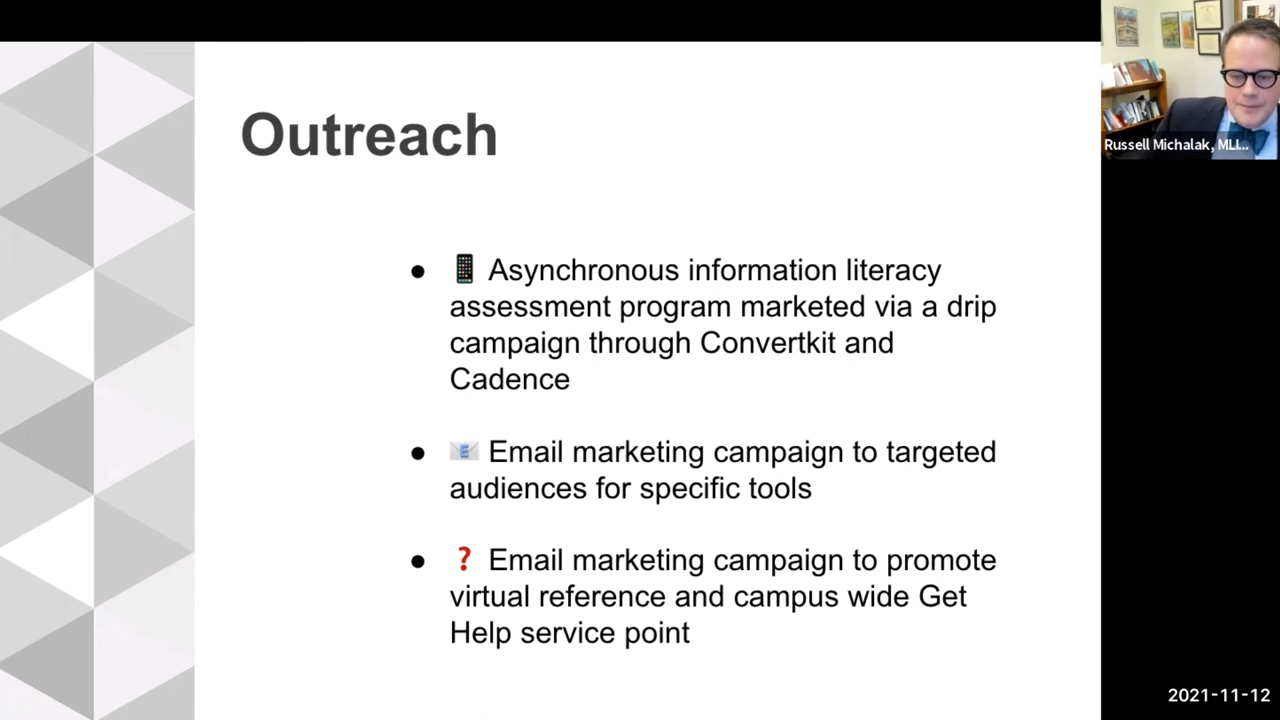 Outreach
Russell Michalak, MLI...
● 📱 Asynchronous information literacy
assessment program marketed via a drip
campaign through Convertkit and
Cadence
● 📧 Email marketing campaign to targeted
audiences for specific tools
● ❓ Email marketing campaign to promote
virtual reference and campus wide Get
Help service point
2021-11-12